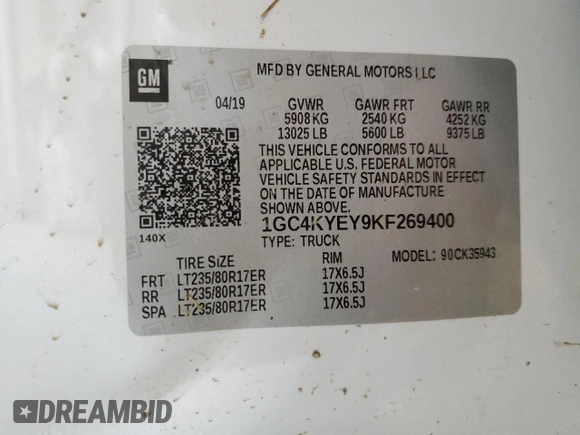 GM
MFD BY GENERAL MOTORS LLC
04/19 GVWR GAWR FRT GAWR RR
5908 KG 2540 KG 4252 KG
13025 LB 5600 LB 9375 LB
THIS VEHICLE CONFORMS TO ALL
APPLICABLE U.S. FEDERAL MOTOR
VEHICLE SAFETY STANDARDS IN EFFECT
ON THE DATE OF MANUFACTURE
SHOWN ABOVE.
1GC4KYEY9KF269400
140X
TYPE: TRUCK MODEL: 90CK35943
TIRE SIZE RIM
FRT LT235/80R17ER 17X6.5J
RR LT235/80R17ER 17X6.5J
SPA LT235/80R17ER 17X6.5J
DREAMBID